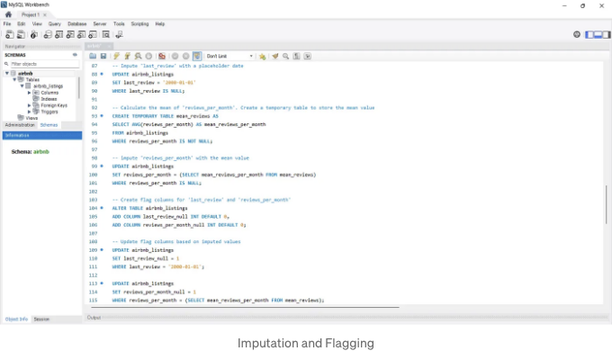 MySQL Workbench
Project 1 ×
File Edit View Query Database Server Tools Scripting Help
Navigator
SCHEMAS
Filter objects
airbnb
Tables
airbnb_listings
Columns
Indexes
Foreign Keys
Triggers
Views
Administration Schemas
Information
Schema: airbnb
Object Info Session
Don't Limit
87 -- Impute 'last_review' with a placeholder date
88 UPDATE airbnb_listings
89 SET last_review = '2000-01-01'
90 WHERE last_review IS NULL;
91
92 -- Calculate the mean of 'reviews_per_month'. Create a temporary table to store the mean value
93 CREATE TEMPORARY TABLE mean_reviews AS
94 SELECT AVG(reviews_per_month) AS mean_reviews_per_month
95 FROM airbnb_listings
96 WHERE reviews_per_month IS NOT NULL;
97
98 -- Impute 'reviews_per_month' with the mean value
99 UPDATE airbnb_listings
100 SET reviews_per_month = (SELECT mean_reviews_per_month FROM mean_reviews)
101 WHERE reviews_per_month IS NULL;
102
103 -- Create flag columns for 'last_review' and 'reviews_per_month'
104 ALTER TABLE airbnb_listings
105 ADD COLUMN last_review_null INT DEFAULT 0,
106 ADD COLUMN reviews_per_month_null INT DEFAULT 0;
107
108 -- Update flag columns based on imputed values
109 UPDATE airbnb_listings
110 SET last_review_null = 1
111 WHERE last_review = '2000-01-01';
112
113 UPDATE airbnb_listings
114 SET reviews_per_month_null = 1
115 WHERE reviews_per_month = (SELECT mean_reviews_per_month FROM mean_reviews);
Output
Imputation and Flagging